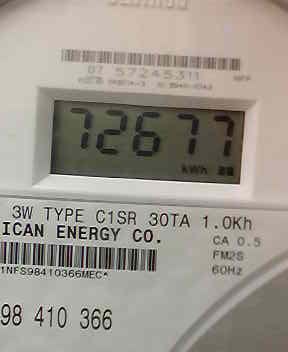 07 57245311
72677
kWh
3W TYPE C1SR 30TA 1.0Kh
ICAN ENERGY CO.
CA 0.5
FM2S
60Hz
1NFS98410366MEC*
98 410 366